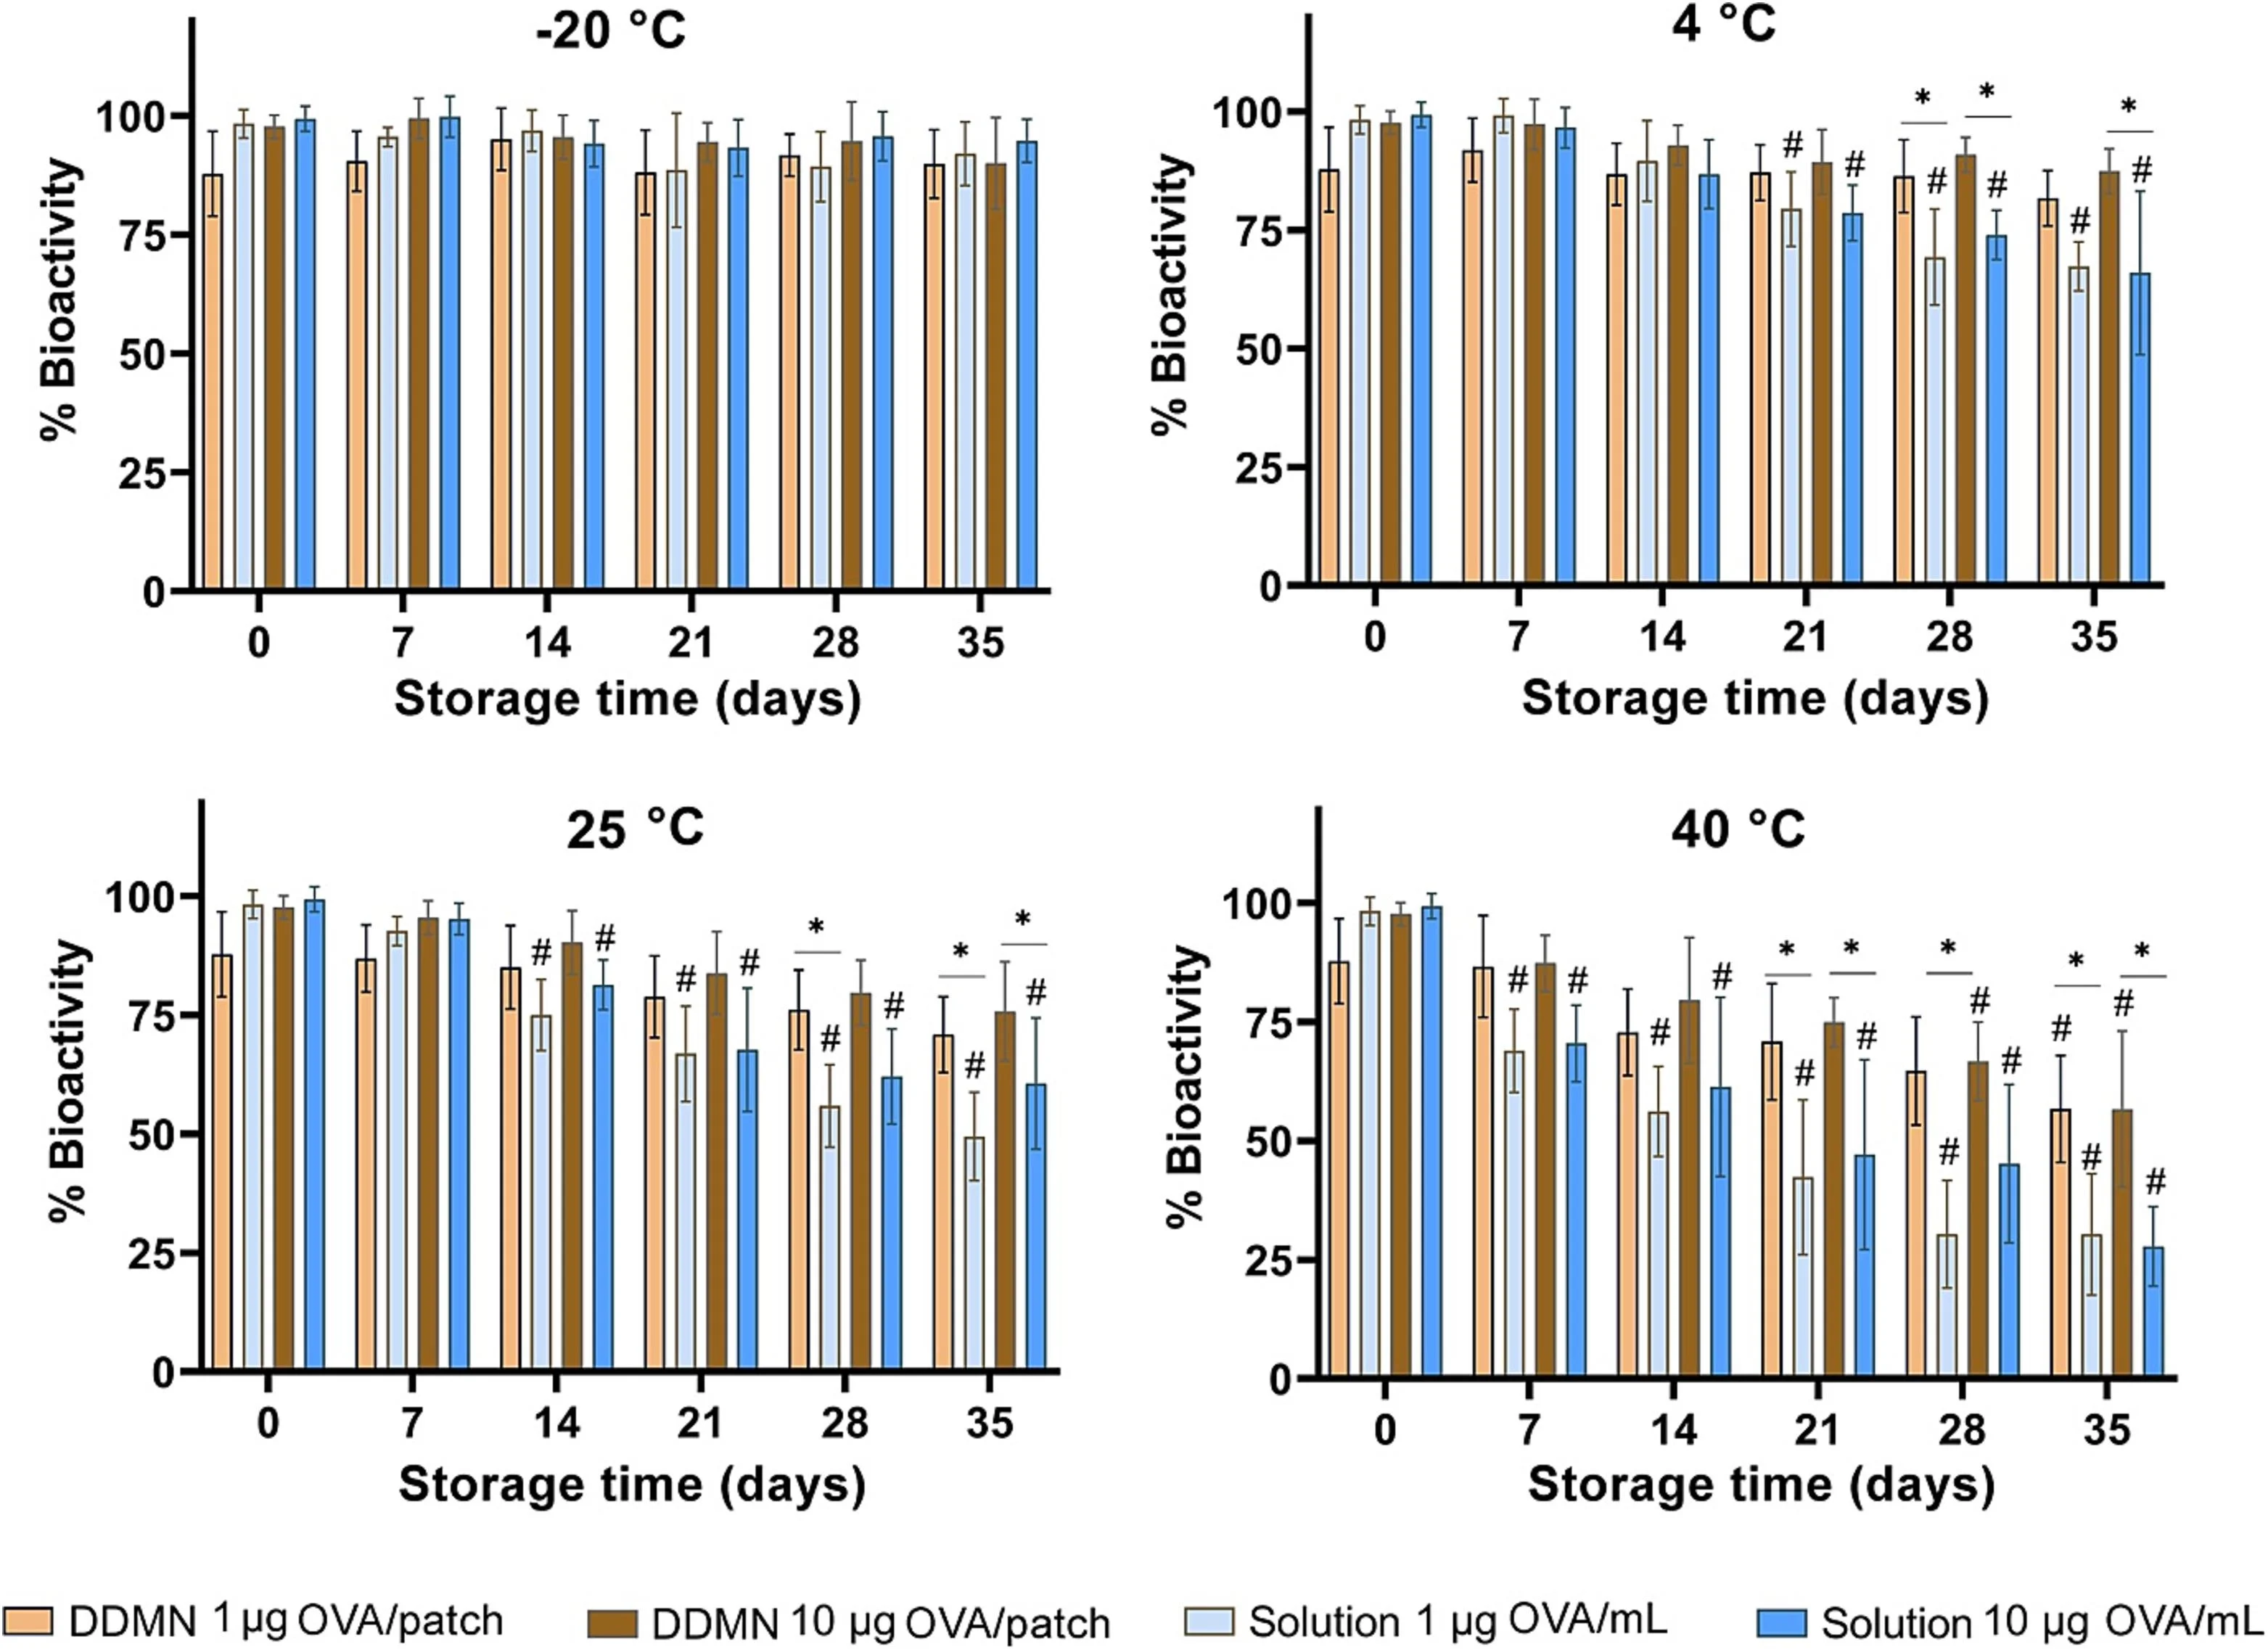 -20 °C
% Bioactivity
100
75
50
25
0
0 7 14 21 28 35
Storage time (days)
4 °C
% Bioactivity
100
75
50
25
0
* * *
# # # # # #
0 7 14 21 28 35
Storage time (days)
25 °C
% Bioactivity
100
75
50
25
0
* * *
# # # # # # # #
0 7 14 21 28 35
Storage time (days)
40 °C
% Bioactivity
100
75
50
25
0
* * * * *
# # # # # # # # # # # # #
0 7 14 21 28 35
Storage time (days)
DDMN 1 µg OVA/patch
DDMN 10 µg OVA/patch
Solution 1 µg OVA/mL
Solution 10 µg OVA/mL